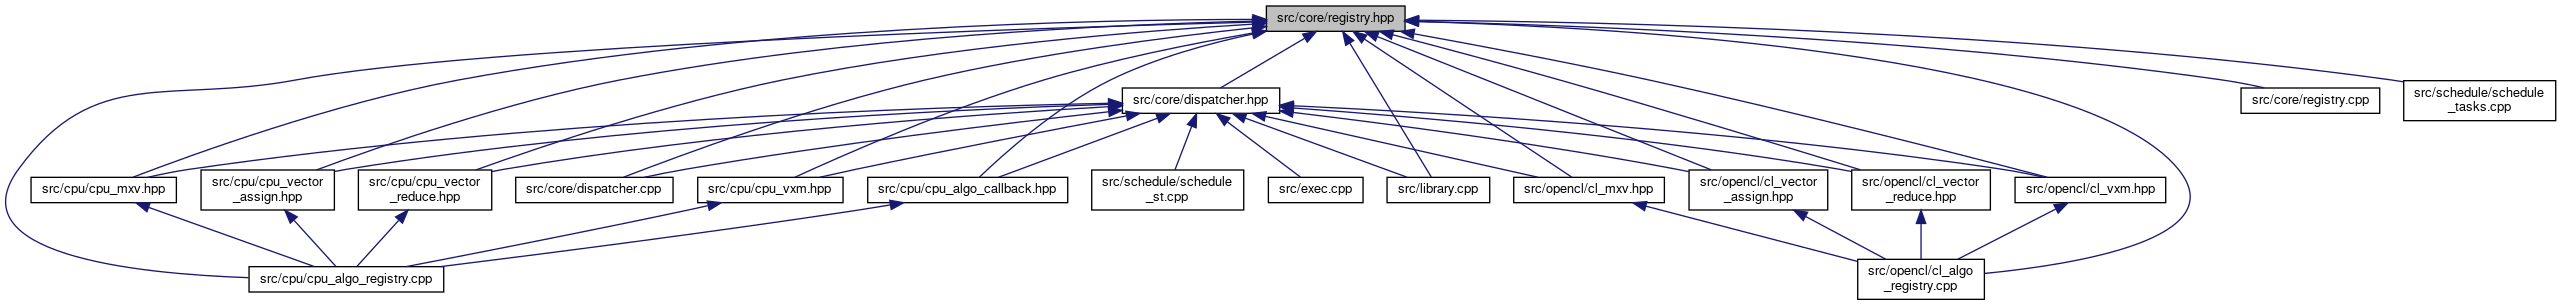 src/core/registry.hpp
src/core/dispatcher.hpp
src/core/registry.cpp
src/schedule/schedule
_tasks.cpp
src/cpu/cpu_mxv.hpp
src/cpu/cpu_vector
_assign.hpp
src/cpu/cpu_vector
_reduce.hpp
src/core/dispatcher.cpp
src/cpu/cpu_vxm.hpp
src/cpu/cpu_algo_callback.hpp
src/schedule/schedule
_st.cpp
src/exec.cpp
src/library.cpp
src/opencl/cl_mxv.hpp
src/opencl/cl_vector
_assign.hpp
src/opencl/cl_vector
_reduce.hpp
src/opencl/cl_vxm.hpp
src/cpu/cpu_algo_registry.cpp
src/opencl/cl_algo
_registry.cpp